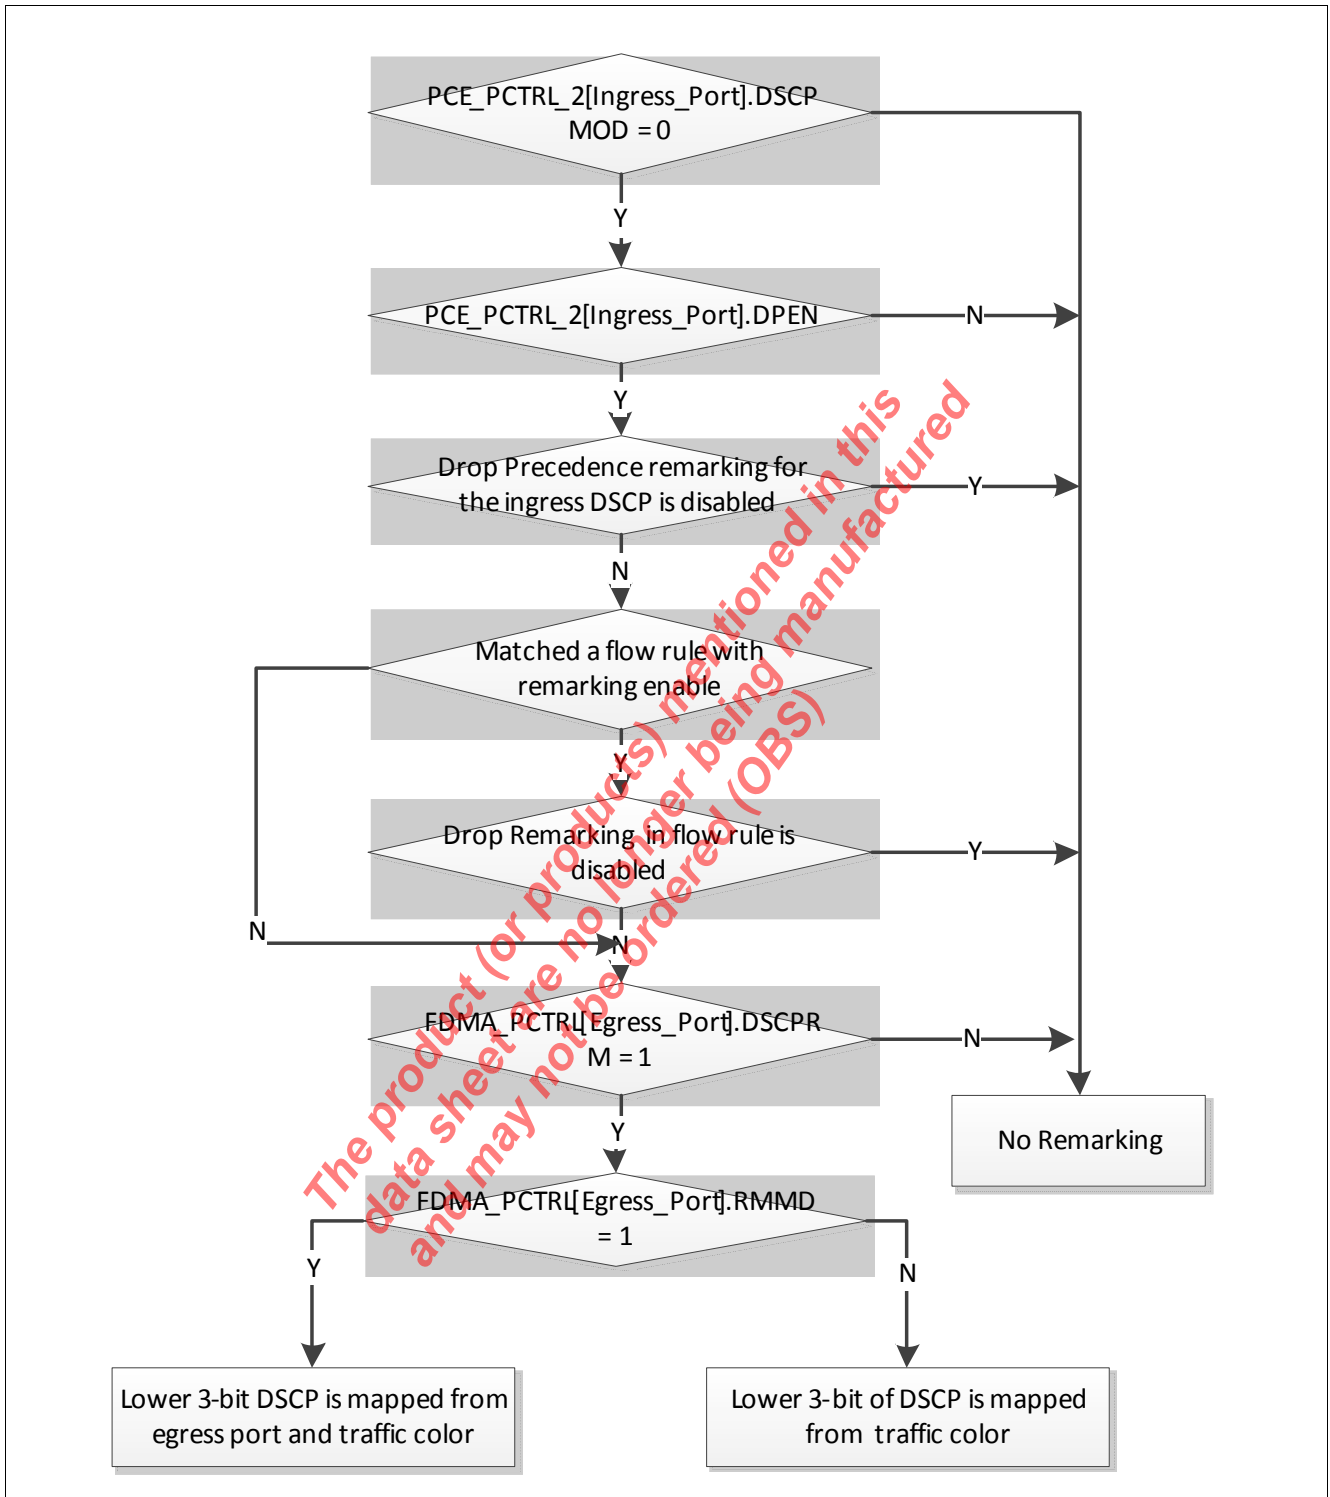 PCE_PCTRL_2[Ingress_Port].DSCP
MOD = 0
Y
PCE_PCTRL_2[Ingress_Port].DPEN
N
Y
Drop Precedence remarking for
the ingress DSCP is disabled
Y
N
Matched a flow rule with
remarking enable
Y
Drop Remarking in flow rule is
disabled
Y
N
N
FDMA_PCTRL[Egress_Port].DSCPR
M = 1
N
Y
No Remarking
FDMA_PCTRL[Egress_Port].RMMD
= 1
Y
N
Lower 3-bit DSCP is mapped from
egress port and traffic color
Lower 3-bit of DSCP is mapped
from traffic color
The product (or products) mentioned in this
data sheet are no longer being manufactured
and may not be ordered (OBS)